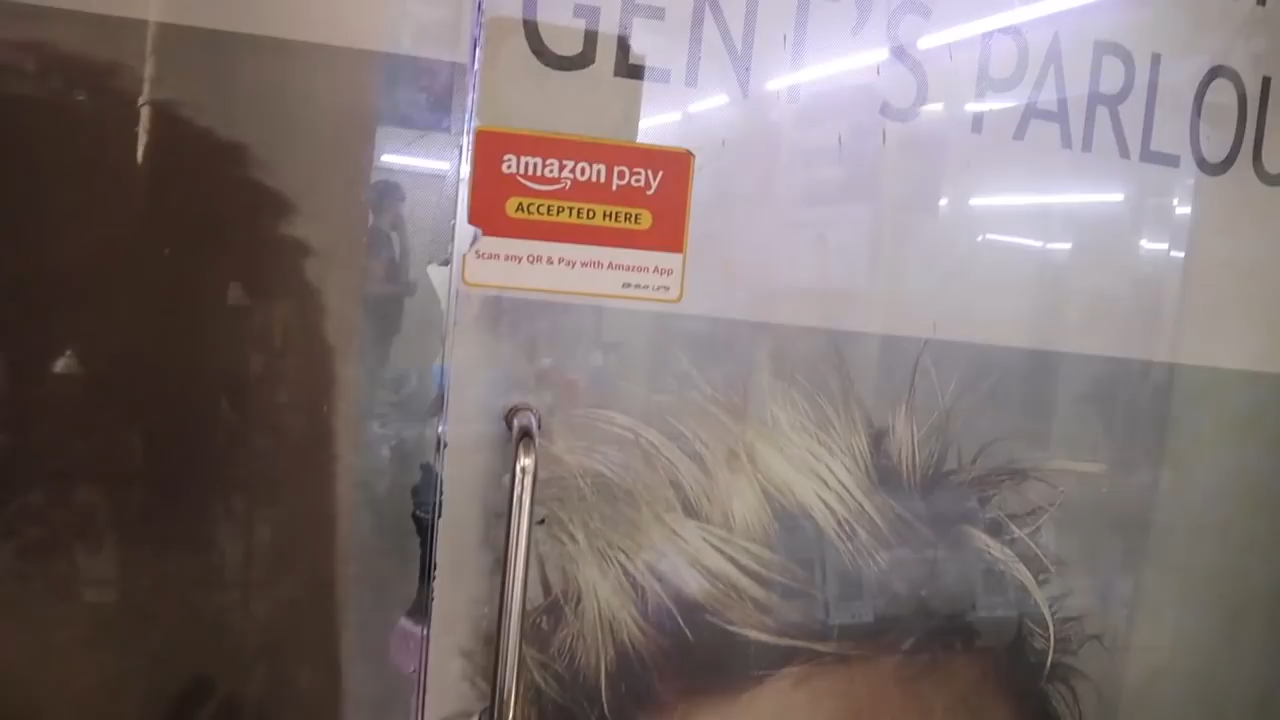 GENT'S PARLOU
amazon pay
ACCEPTED HERE
Scan any QR & Pay with Amazon App